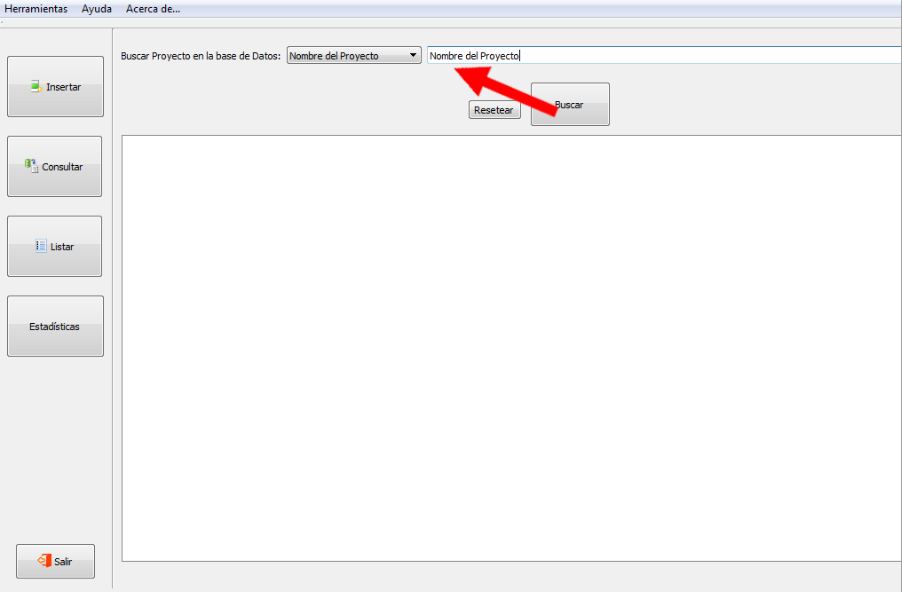 Herramientas Ayuda Acerca de...
Buscar Proyecto en la base de Datos: Nombre del Proyecto Nombre del Proyecto
Insertar
Resetear Buscar
Consultar
Listar
Estadísticas
Salir